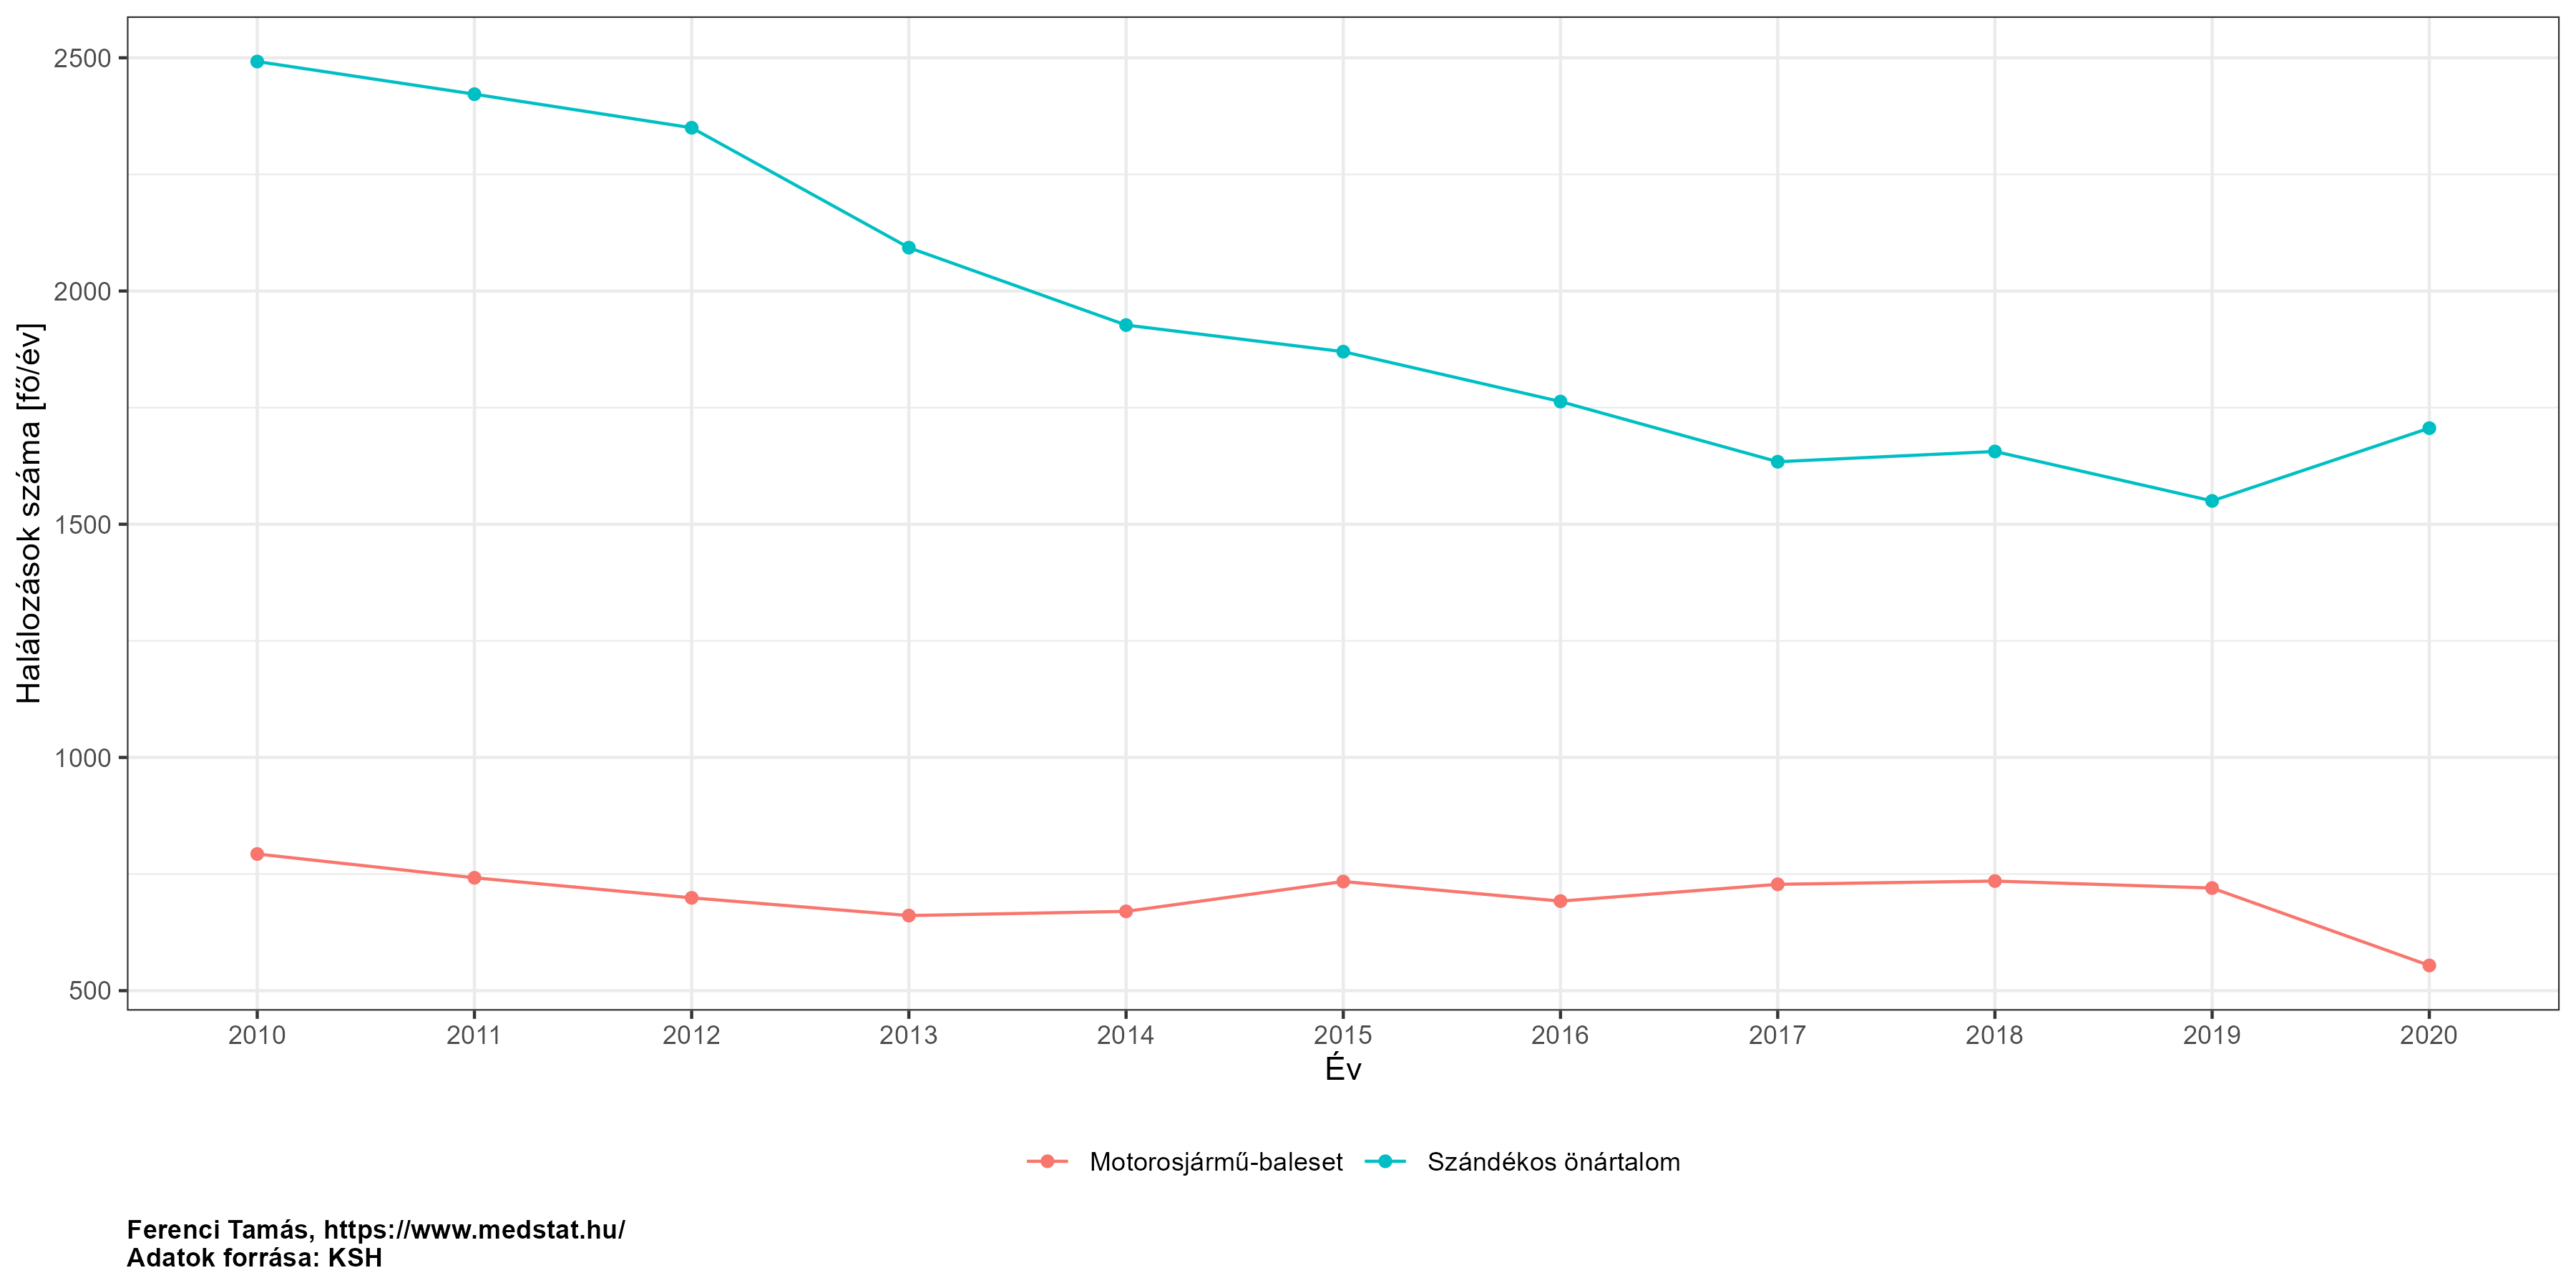 Halálozások száma [fő/év]
2500
2000
1500
1000
500
2010 2011 2012 2013 2014 2015 2016 2017 2018 2019 2020
Év
Motorosjármű-baleset Szándékos önártalom
Ferenci Tamás, https://www.medstat.hu/
Adatok forrása: KSH